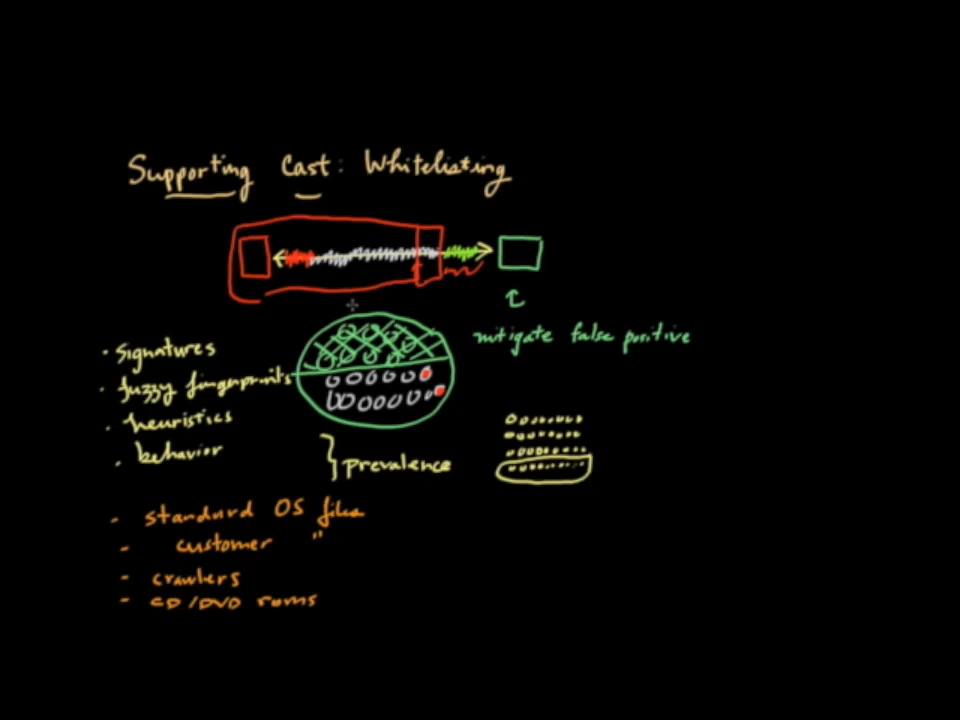 Supporting Cast: Whitelisting
mitigate false positive
· signatures
· fuzzy fingerprints
· heuristics
· behavior
} prevalence
- standard OS files
- customer "
- crawlers
- CD/DVD roms